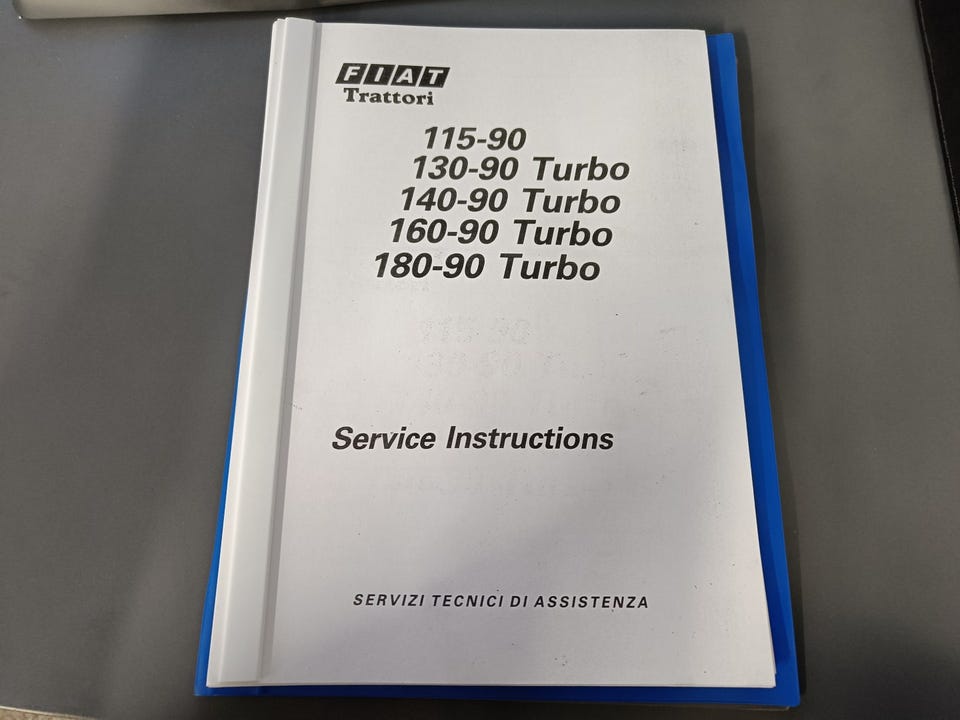 FIAT
Trattori
115-90
130-90 Turbo
140-90 Turbo
160-90 Turbo
180-90 Turbo
Service Instructions
SERVIZI TECNICI DI ASSISTENZA